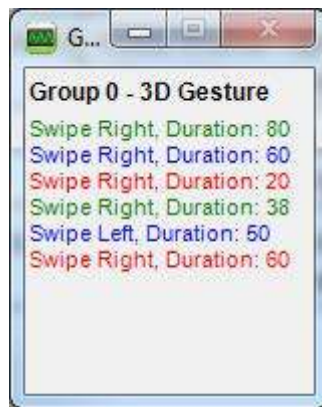 G...
Group 0 - 3D Gesture
Swipe Right, Duration: 80
Swipe Right, Duration: 60
Swipe Right, Duration: 20
Swipe Right, Duration: 38
Swipe Left, Duration: 50
Swipe Right, Duration: 60